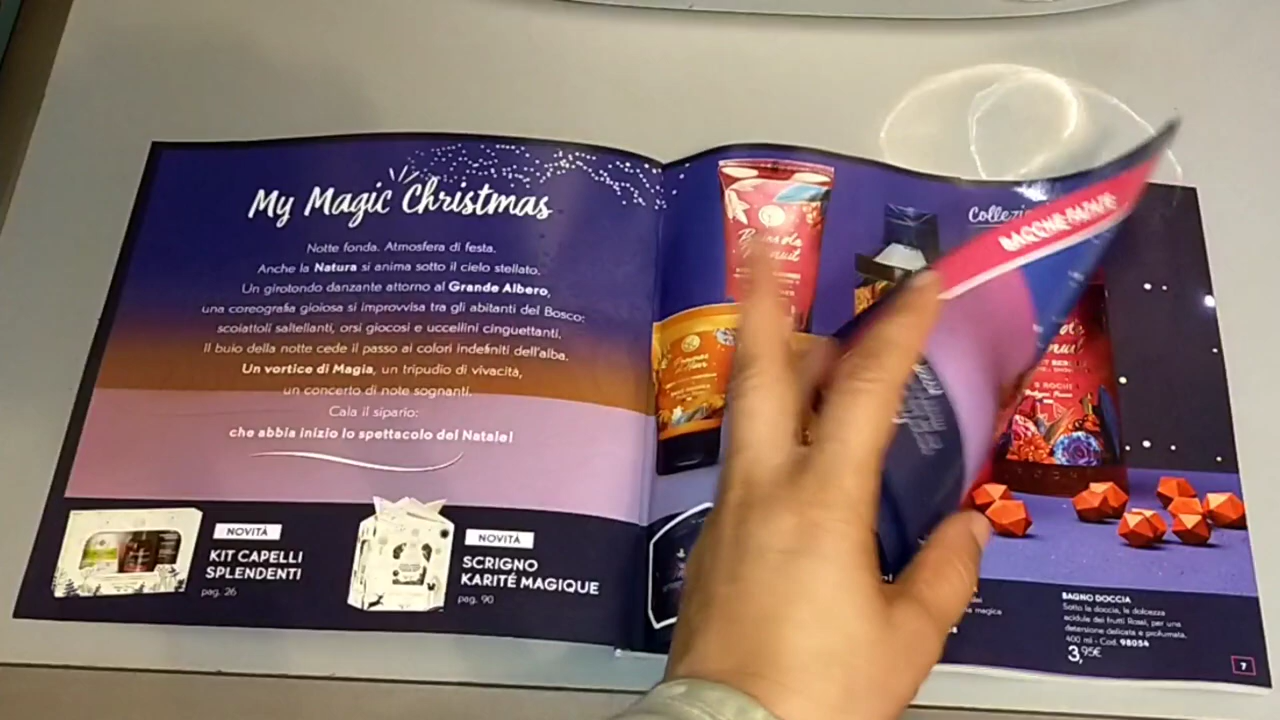 My Magic Christmas
Notte fonda. Atmosfera di festa.
Anche la Natura si anima sotto il cielo stellato.
Un girotondo danzante attorno al Grande Albero,
una coreografia gioiosa si improvvisa tra gli abitanti del Bosco:
scoiattoli saltellanti, orsi giocosi e uccellini cinguettanti.
Il buio della notte cede il passo ai colori indefiniti dell'alba.
Un vortice di Magia, un tripudio di vivacità,
un concerto di note sognanti.
Cala il sipario:
che abbia inizio lo spettacolo del Natale!
NOVITÀ
KIT CAPELLI
SPLENDENTI
pag. 26
NOVITÀ
SCRIGNO
KARITÉ MAGIQUE
pag. 90
magica
BAGNO DOCCIA
Sotto la doccia, la dolcezza
acidula dei frutti Rossi, per una
detersione delicata e profumata.
400 ml - Cod. 98054
3,95€
7